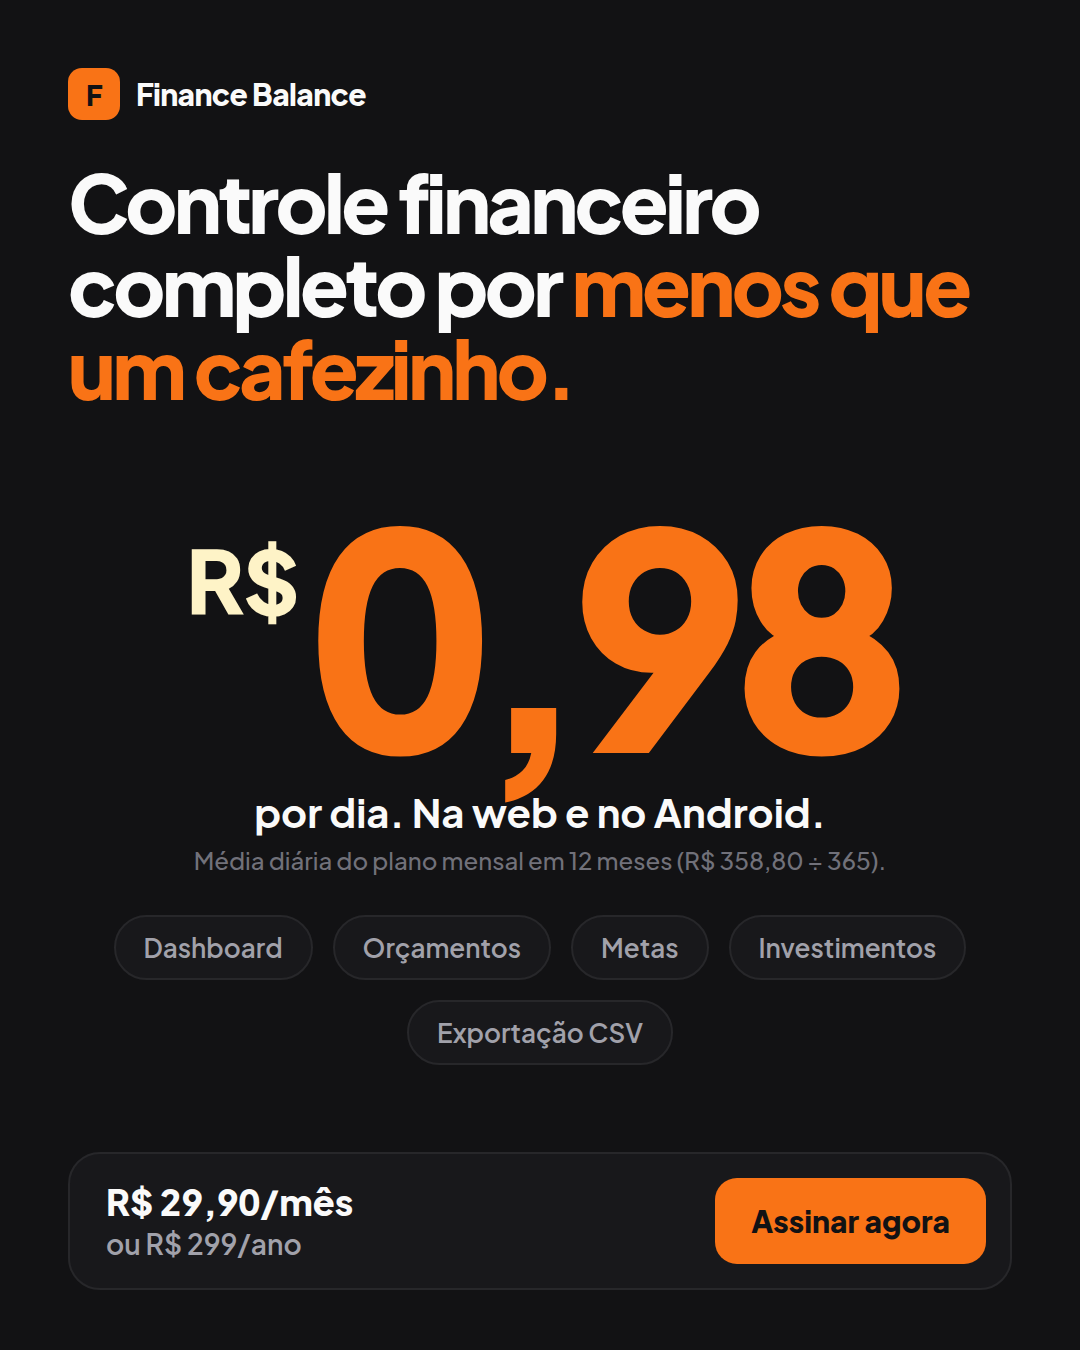 F Finance Balance
Controle financeiro
completo por menos que
um cafezinho.
R$ 0,98
por dia. Na web e no Android.
Média diária do plano mensal em 12 meses (R$ 358,80 ÷ 365).
Dashboard Orçamentos Metas Investimentos
Exportação CSV
R$ 29,90/mês
ou R$ 299/ano
Assinar agora